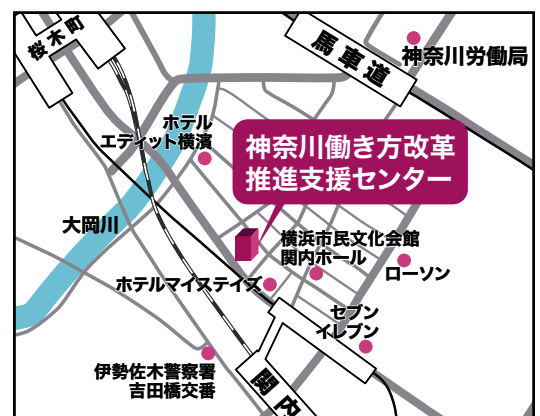 桜木町
馬車道
神奈川労働局
ホテル
エディット横濱
神奈川働き方改革
推進支援センター
大岡川
横浜市民文化会館
関内ホール
ローソン
ホテルマイステイズ
セブン
イレブン
伊勢佐木警察署
吉田橋交番
関内